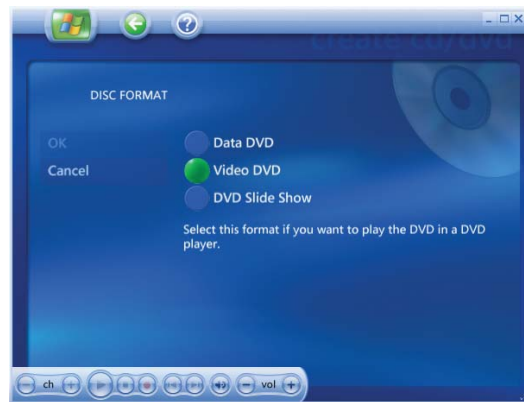 create cd/dvd
DISC FORMAT
OK
Cancel
Data DVD
Video DVD
DVD Slide Show
Select this format if you want to play the DVD in a DVD
player.
ch
vol